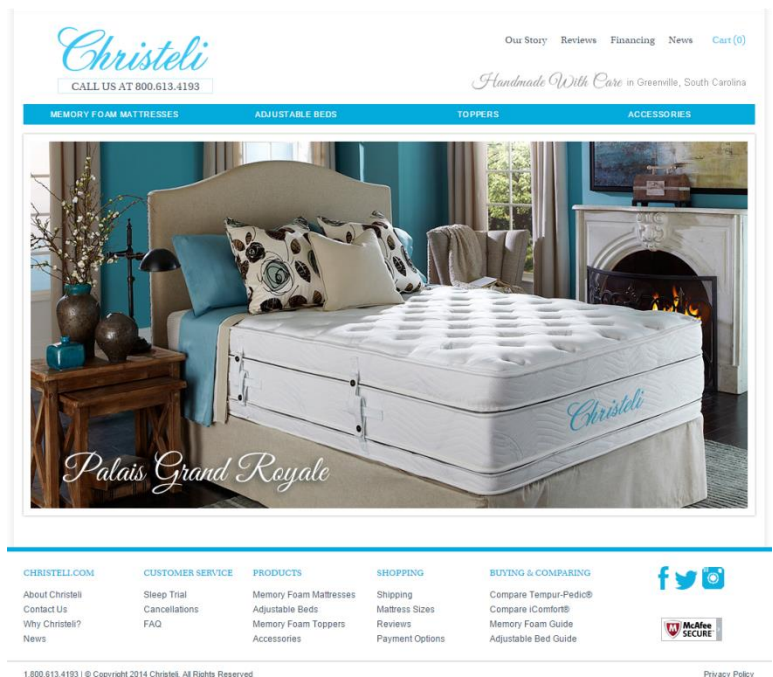 Christeli
CALL US AT 800.613.4193
Our Story Reviews Financing News Cart (0)
Handmade With Care in Greenville, South Carolina
MEMORY FOAM MATTRESSES ADJUSTABLE BEDS TOPPERS ACCESSORIES
Christeli
Palais Grand Royale
CHRISTELI.COM CUSTOMER SERVICE PRODUCTS SHOPPING BUYING & COMPARING
About Christeli Sleep Trial Memory Foam Mattresses Shipping Compare Tempur-Pedic®
Contact Us Cancellations Adjustable Beds Mattress Sizes Compare iComfort®
Why Christeli? FAQ Memory Foam Toppers Reviews Memory Foam Guide
News Accessories Payment Options Adjustable Bed Guide
McAfee
SECURE
1.800.613.4193 | © Copyright 2014 Christeli. All Rights Reserved Privacy Policy